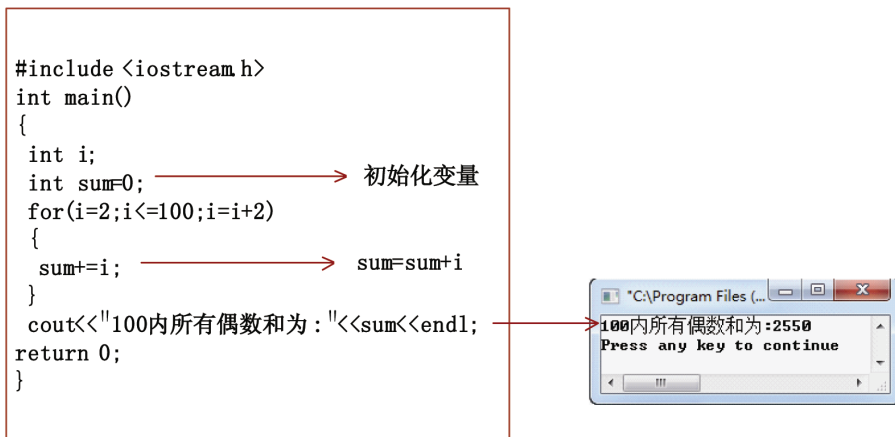 #include <iostream.h>
int main()
{
int i;
int sum=0; 初始化变量
for(i=2;i<=100;i=i+2)
{
sum+=i; sum=sum+i
}
cout<<"100内所有偶数和为:"<<sum<<endl;
return 0;
}
"C:\Program Files (...
100内所有偶数和为:2550
Press any key to continue